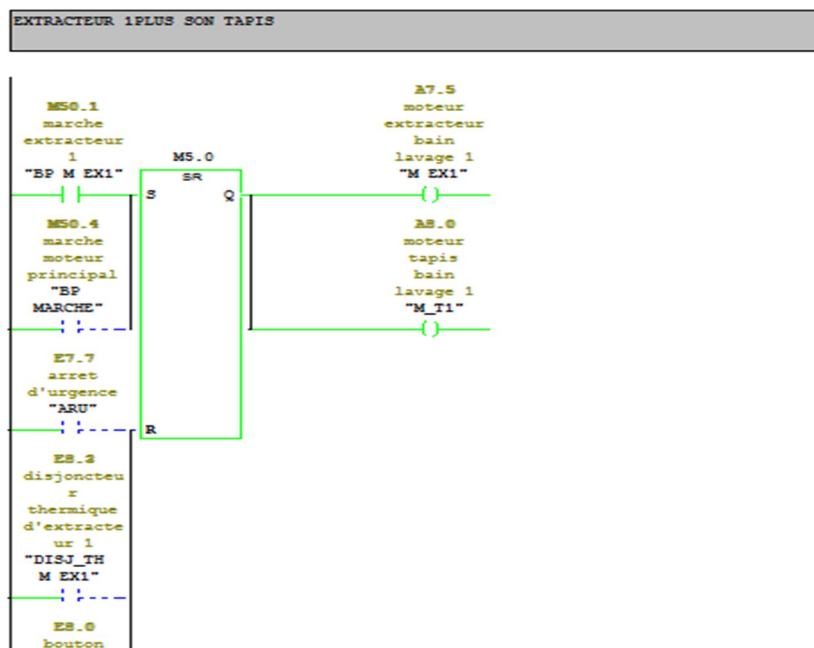 EXTRACTEUR 1PLUS SON TAPIS
M50.1
marche
extracteur
1
"BP M EX1"
M50.4
marche
moteur
principal
"BP
MARCHE"
E7.7
arret
d'urgence
"ARU"
E8.2
disjoncteu
r
thermique
d'extracte
ur 1
"DISJ_TH
M EX1"
E8.0
bouton
M5.0
SR
S
Q
R
A7.5
moteur
extracteur
bain
lavage 1
"M EX1"
A8.0
moteur
tapis
bain
lavage 1
"M_T1"